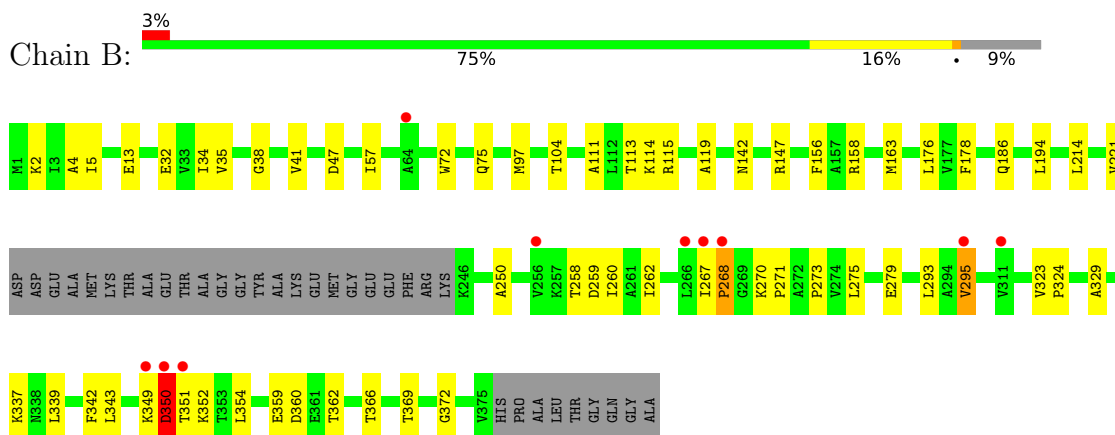 3%
Chain B:
75% 16% • 9%
M1 K2 I3 A4 I5 E13 E32 V33 I34 V35 G38 V41 D47 I57 A64 W72 Q75 M97 T104 A111 L112 T113 K114 R115 A119 N142 R147 F156 A157 R158 M163 L176 V177 F178 Q186 L194 L214
ASP ASP GLU ALA MET LYS THR ALA GLU THR ALA GLY GLY TYR ALA LYS GLU MET GLY GLU GLU PHE ARG LYS K246 A250 V256 K257 T258 D259 I260 A261 I262 L266 I267 P268 G269 K270 P271 A272 P273 V274 L275 E279 L293 A294 V295 V311 V323 P324 A329
K337 N338 L339 F342 L343 K349 D350 T351 K352 T353 L354 E359 D360 E361 T362 T366 T369 G372 V375 HIS PRO ALA LEU THR GLY GLN GLY ALA